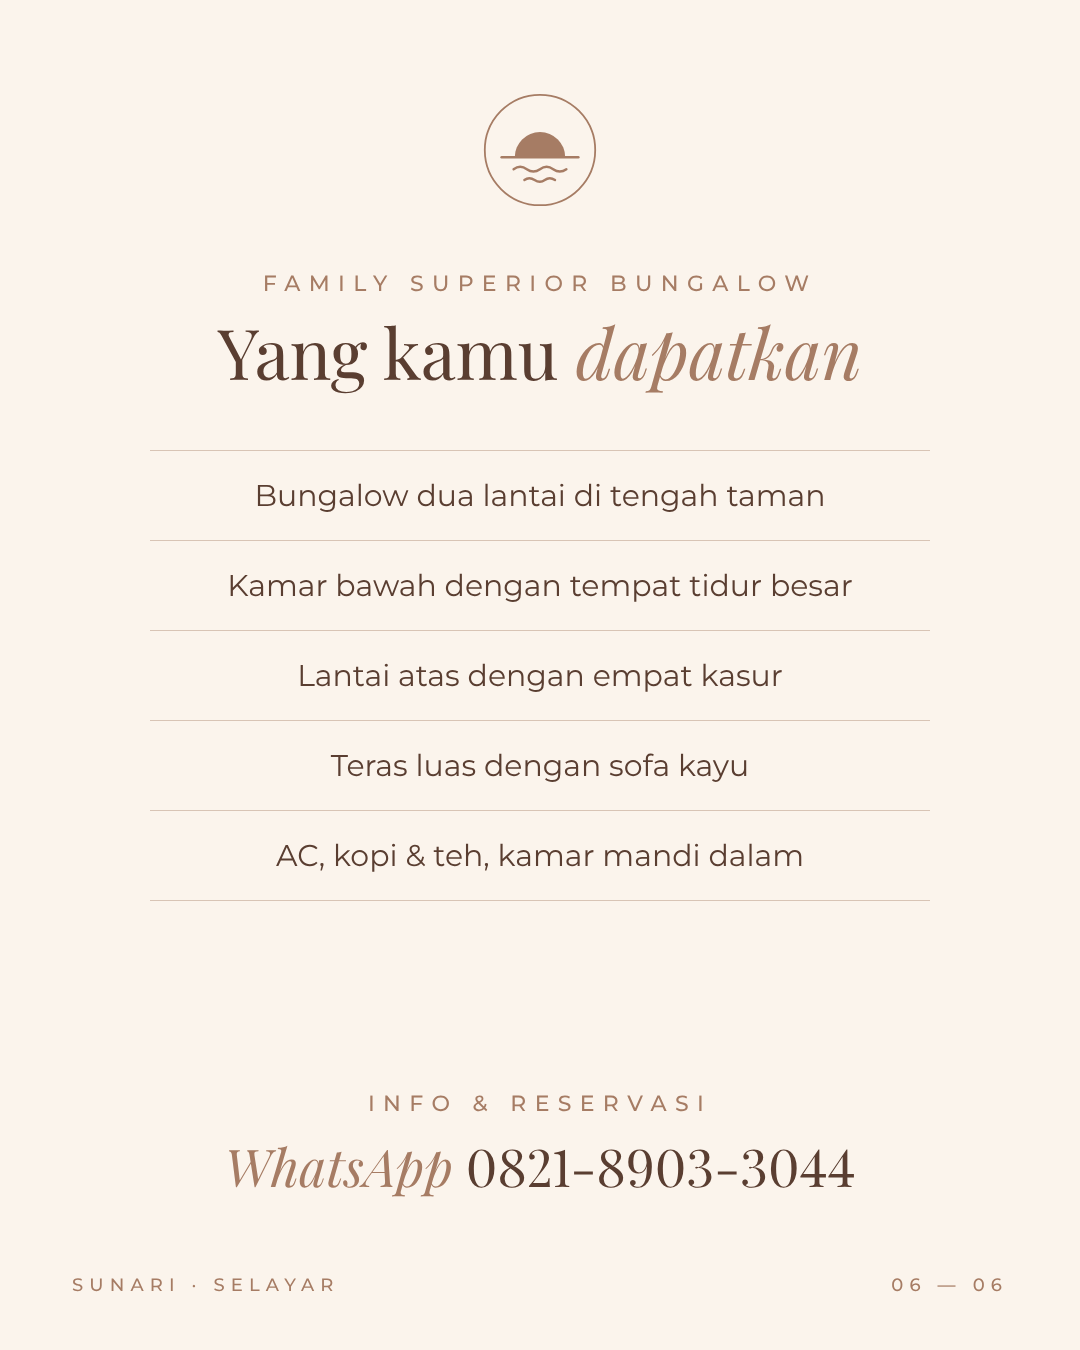 FAMILY SUPERIOR BUNGALOW
Yang kamu dapatkan
Bungalow dua lantai di tengah taman
Kamar bawah dengan tempat tidur besar
Lantai atas dengan empat kasur
Teras luas dengan sofa kayu
AC, kopi & teh, kamar mandi dalam
INFO & RESERVASI
WhatsApp 0821-8903-3044
SUNARI · SELAYAR
06 — 06